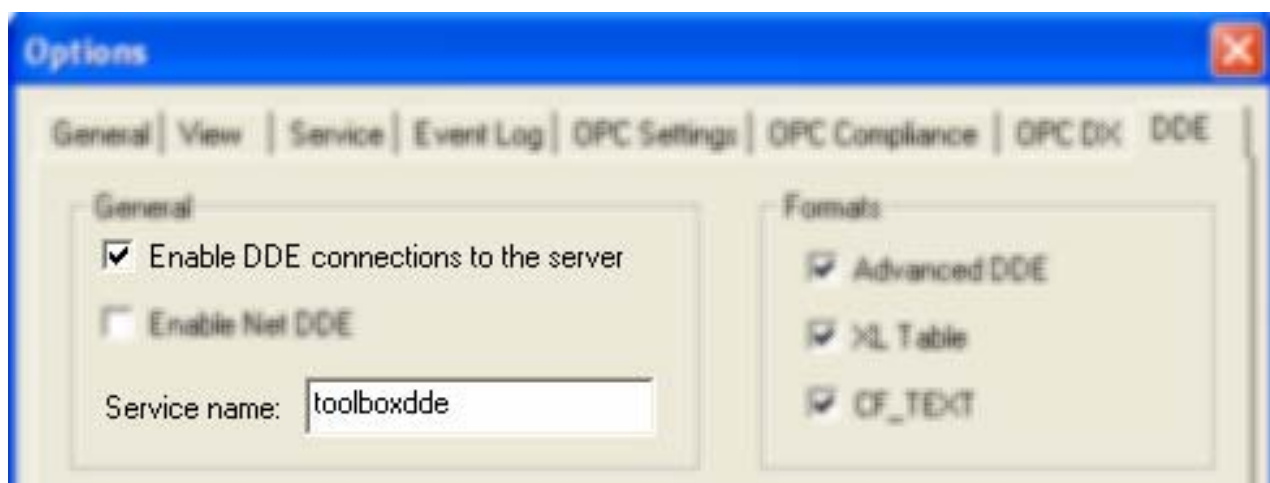 Options
General View Service Event Log OPC Settings OPC Compliance OPC DX DDE
General
Enable DDE connections to the server
Enable Net DDE
Service name: toolboxdde
Formats
Advanced DDE
XL Table
CF_TEXT